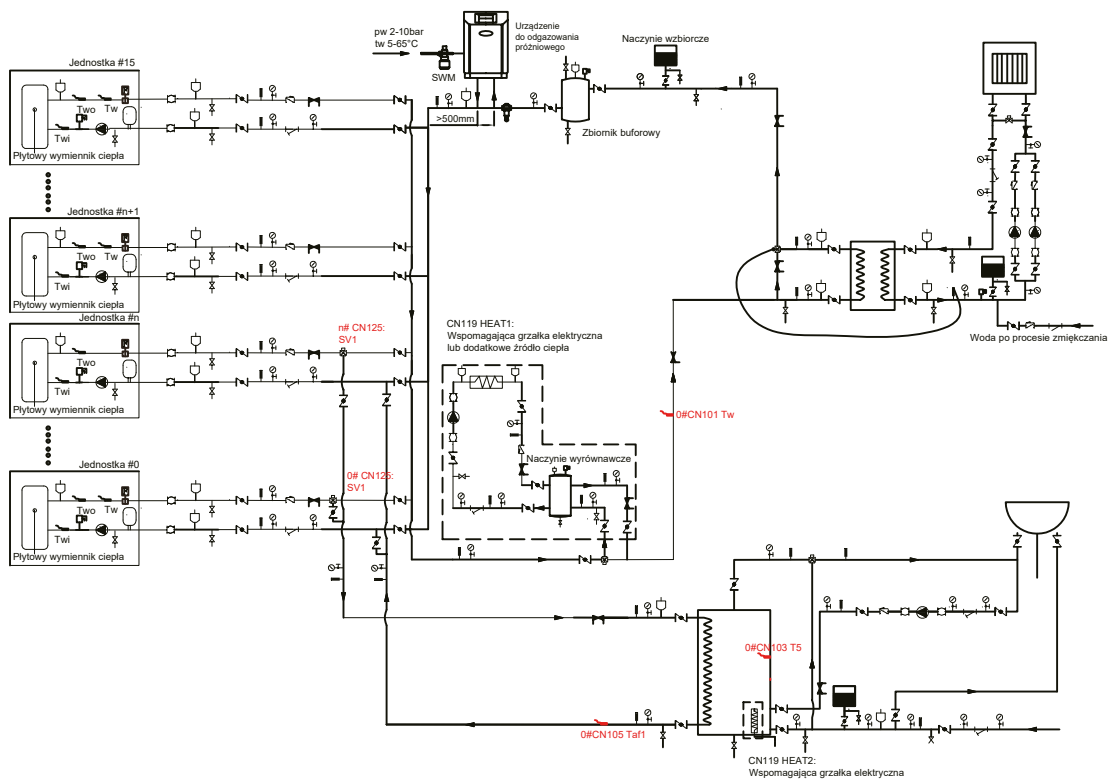 pw 2-10bar
tw 5-65°C
SWM
Urządzenie
do odgazowania
próżniowego
Naczynie wzbiorcze
>500mm
Zbiornik buforowy
Jednostka #15
Two
Tw
Twi
Płytowy wymiennik ciepła
Jednostka #n+1
Two
Tw
Twi
Płytowy wymiennik ciepła
Jednostka #n
Two
Tw
Twi
Płytowy wymiennik ciepła
n# CN125:
SV1
CN119 HEAT1:
Wspomagająca grzałka elektryczna
lub dodatkowe źródło ciepła
Woda po procesie zmiękczania
0#CN101 Tw
Naczynie wyrównawcze
Jednostka #0
Two
Tw
Twi
Płytowy wymiennik ciepła
0# CN125:
SV1
0#CN103 T5
0#CN105 Taf1
CN119 HEAT2:
Wspomagająca grzałka elektryczna